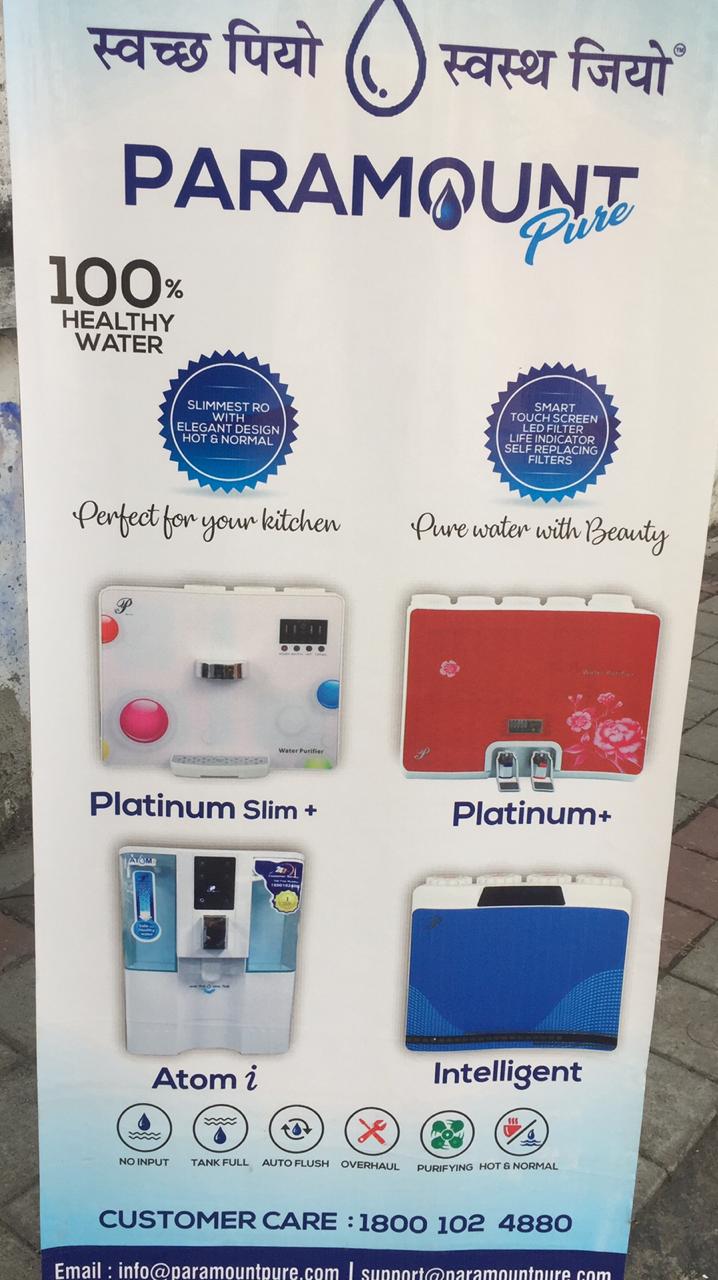 स्वच्छ पियो स्वस्थ जियो™
PARAMOUNT
Pure
100%
HEALTHY
WATER
SLIMMEST RO
WITH
ELEGANT DESIGN
HOT & NORMAL
SMART
TOUCH SCREEN
LED FILTER
LIFE INDICATOR
SELF REPLACING
FILTERS
Perfect for your kitchen
Pure water with Beauty
P
Water Purifier
Water Purifier
P
Platinum Slim +
Platinum+
ATOM
Intelligent
Atom i
NO INPUT
TANK FULL
AUTO FLUSH
OVERHAUL
PURIFYING
HOT & NORMAL
CUSTOMER CARE : 1800 102 4880
Email : info@paramountpure.com | support@paramountpure.com